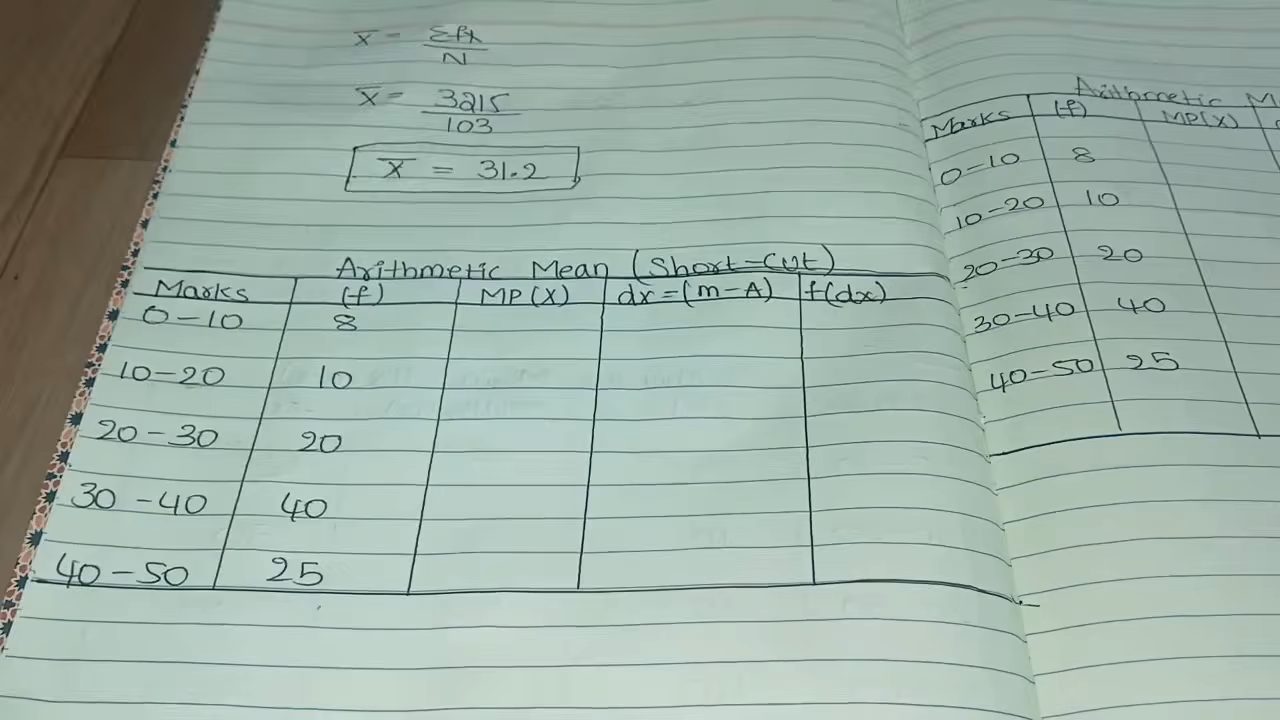 x̄ = Σfx
N
x̄ = 3215
103
x̄ = 31.2
Arithmetic Mean (Short-Cut)
Marks (f) MP(X) dx=(m-A) f(dx)
0-10 8
10-20 10
20-30 20
30-40 40
40-50 25
Arithmetic M
Marks (f) MP(X)
0-10 8
10-20 10
20-30 20
30-40 40
40-50 25